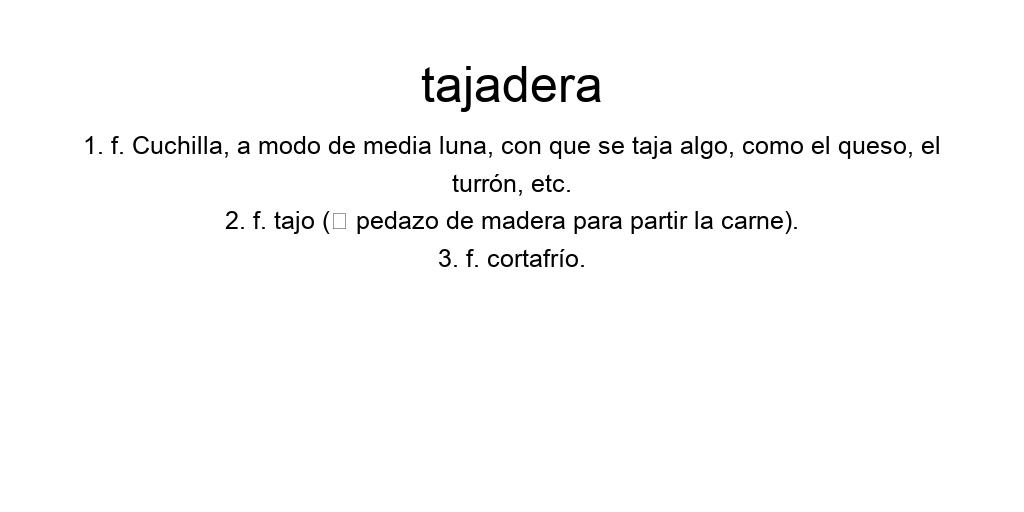 tajadera
1. f. Cuchilla, a modo de media luna, con que se taja algo, como el queso, el
turrón, etc.
2. f. tajo (□ pedazo de madera para partir la carne).
3. f. cortafrío.